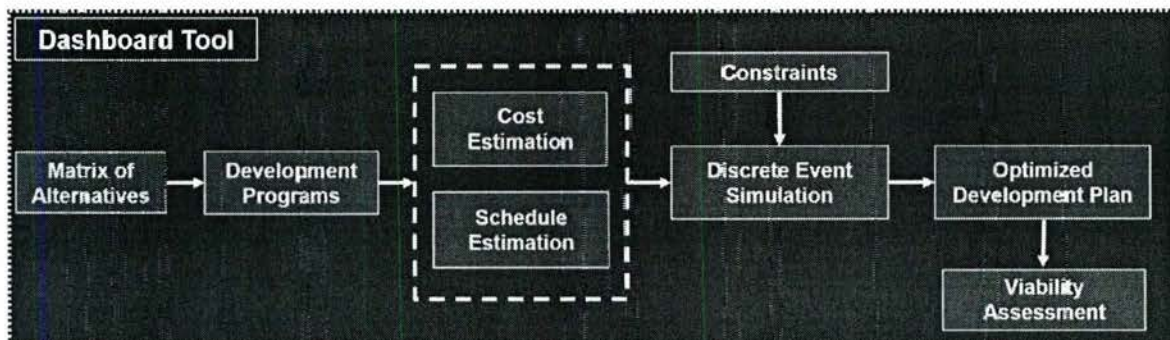 Dashboard Tool
Matrix of
Alternatives
Development
Programs
Cost
Estimation
Schedule
Estimation
Constraints
Discrete Event
Simulation
Optimized
Development Plan
Viability
Assessment